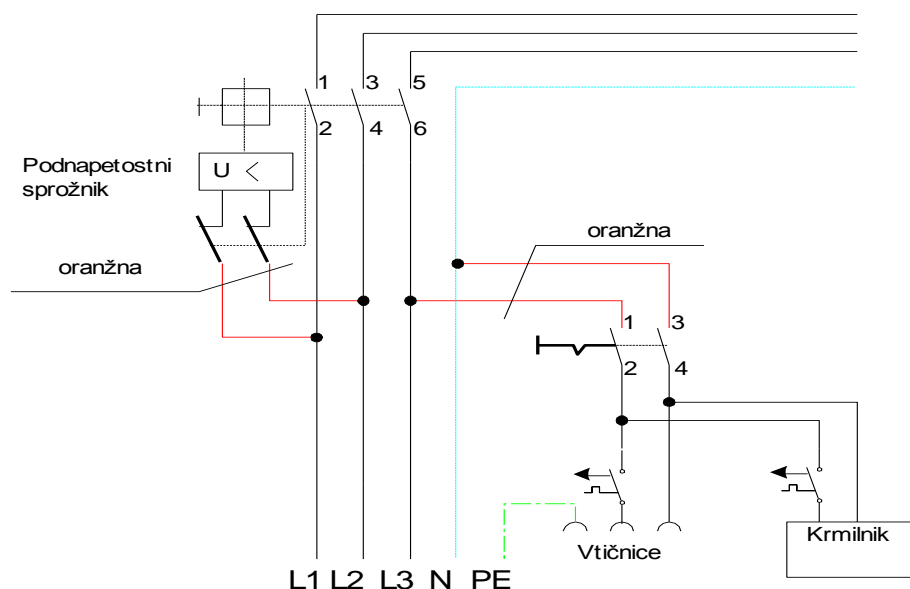 1 3 5
2 4 6
Podnapetostni
sprožnik
U <
oranžna
oranžna
1 3
2 4
Vtičnice
Krmilnik
L1 L2 L3 N PE